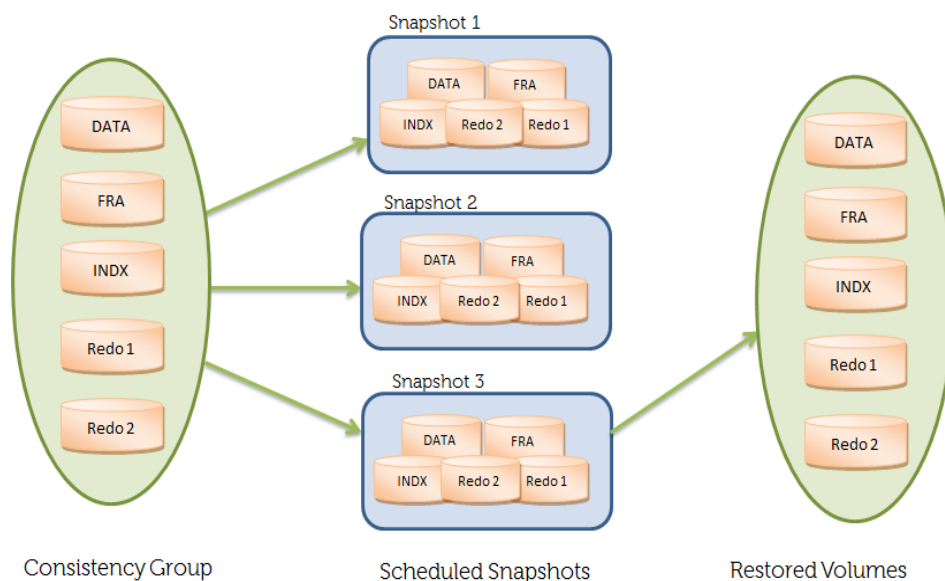 Snapshot 1
DATA
FRA
INDX
Redo 2
Redo 1
DATA
FRA
INDX
Redo 1
Redo 2
Snapshot 2
DATA
FRA
INDX
Redo 2
Redo 1
Snapshot 3
DATA
FRA
INDX
Redo 2
Redo 1
DATA
FRA
INDX
Redo 1
Redo 2
Consistency Group
Scheduled Snapshots
Restored Volumes